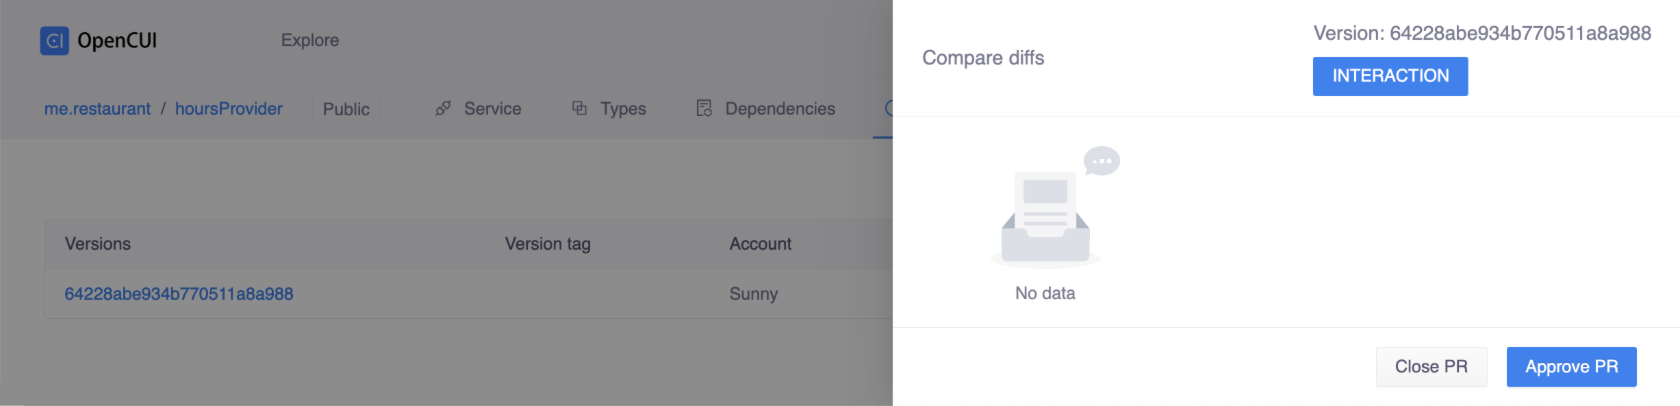 OpenCUI
Explore
me.restaurant / hoursProvider
Public
Service
Types
Dependencies
Versions
Version tag
Account
64228abe934b770511a8a988
Sunny
Compare diffs
Version: 64228abe934b770511a8a988
INTERACTION
No data
Close PR
Approve PR